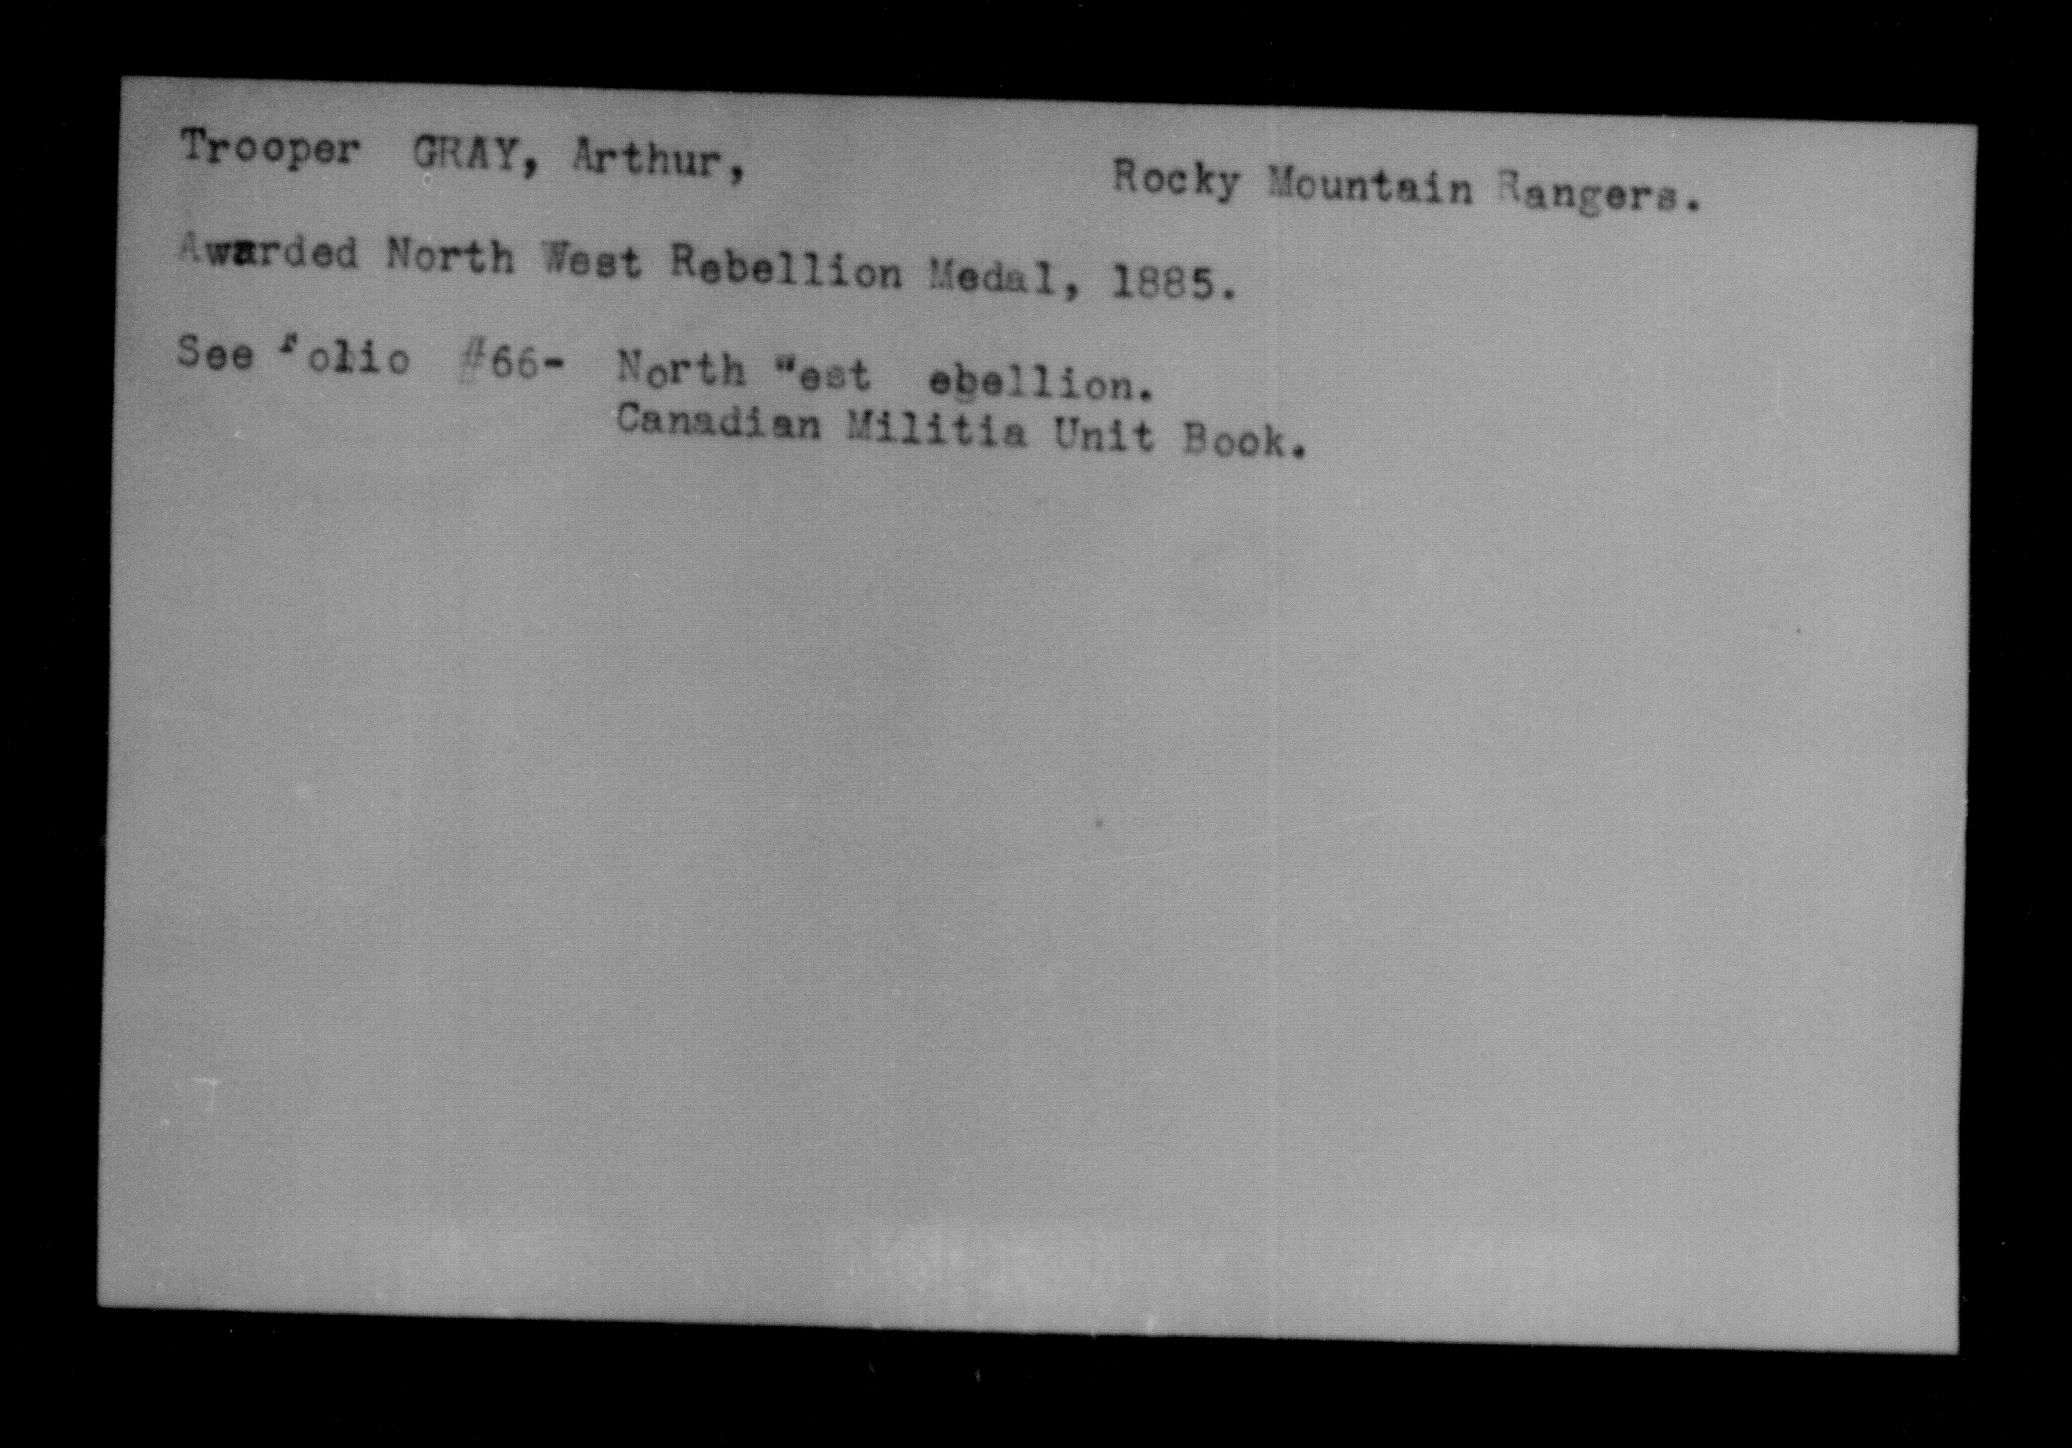 Trooper GRAY, Arthur, Rocky Mountain Rangers.
Awarded North West Rebellion Medal, 1885.
See folio #66- North West ebellion.
Canadian Militia Unit Book.